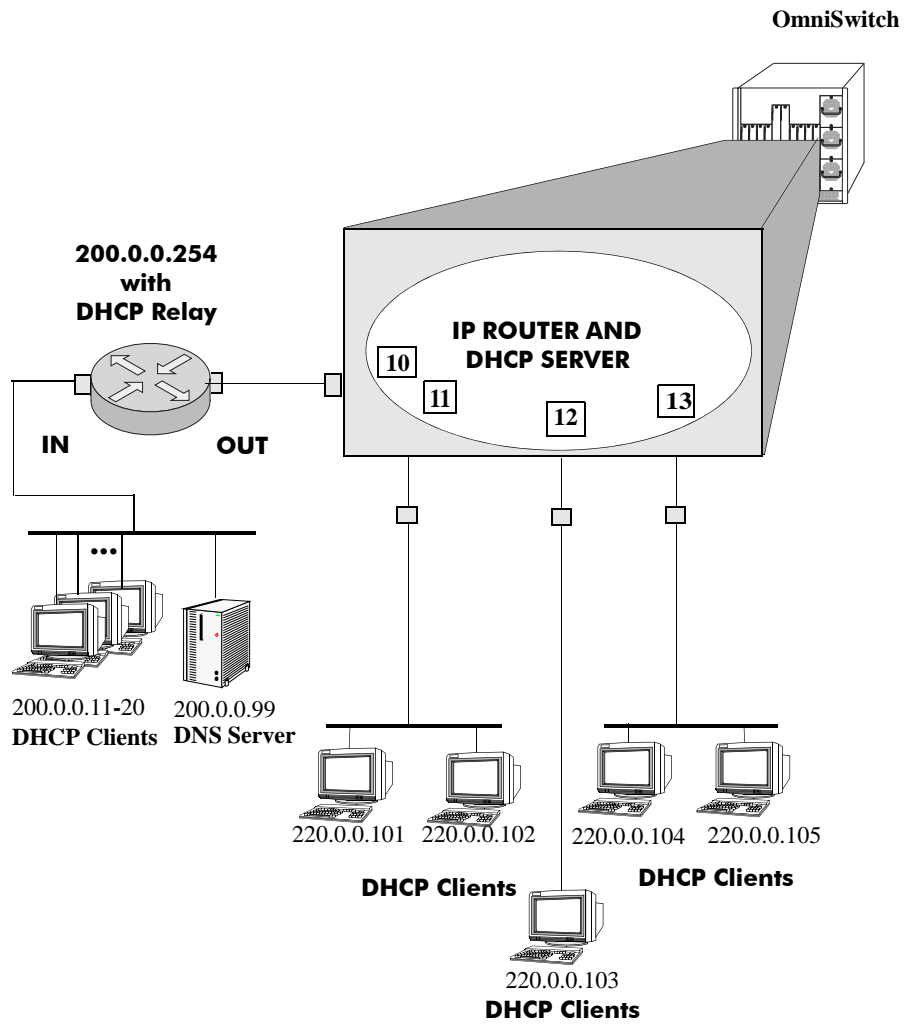 OmniSwitch
200.0.0.254
with
DHCP Relay
IP ROUTER AND
DHCP SERVER
10
11
12
13
IN
OUT
200.0.0.11-20
DHCP Clients
200.0.0.99
DNS Server
220.0.0.101
220.0.0.102
220.0.0.104
220.0.0.105
DHCP Clients
DHCP Clients
220.0.0.103
DHCP Clients